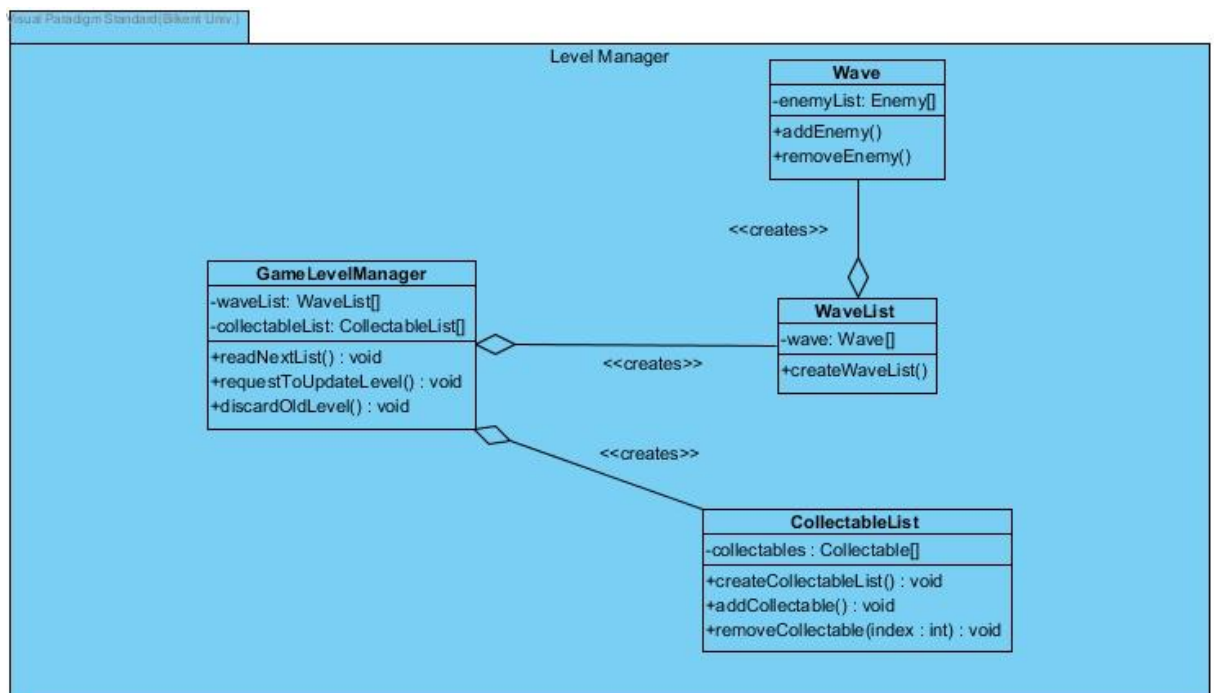 Visual Paradigm Standard(Bilkent Univ.)
Level Manager
Wave
-enemyList: Enemy[]
+addEnemy()
+removeEnemy()
<<creates>>
GameLevelManager
-waveList: WaveList[]
-collectableList: CollectableList[]
+readNextList() : void
+requestToUpdateLevel() : void
+discardOldLevel() : void
<<creates>>
WaveList
-wave: Wave[]
+createWaveList()
<<creates>>
CollectableList
-collectables : Collectable[]
+createCollectableList() : void
+addCollectable() : void
+removeCollectable(index : int) : void